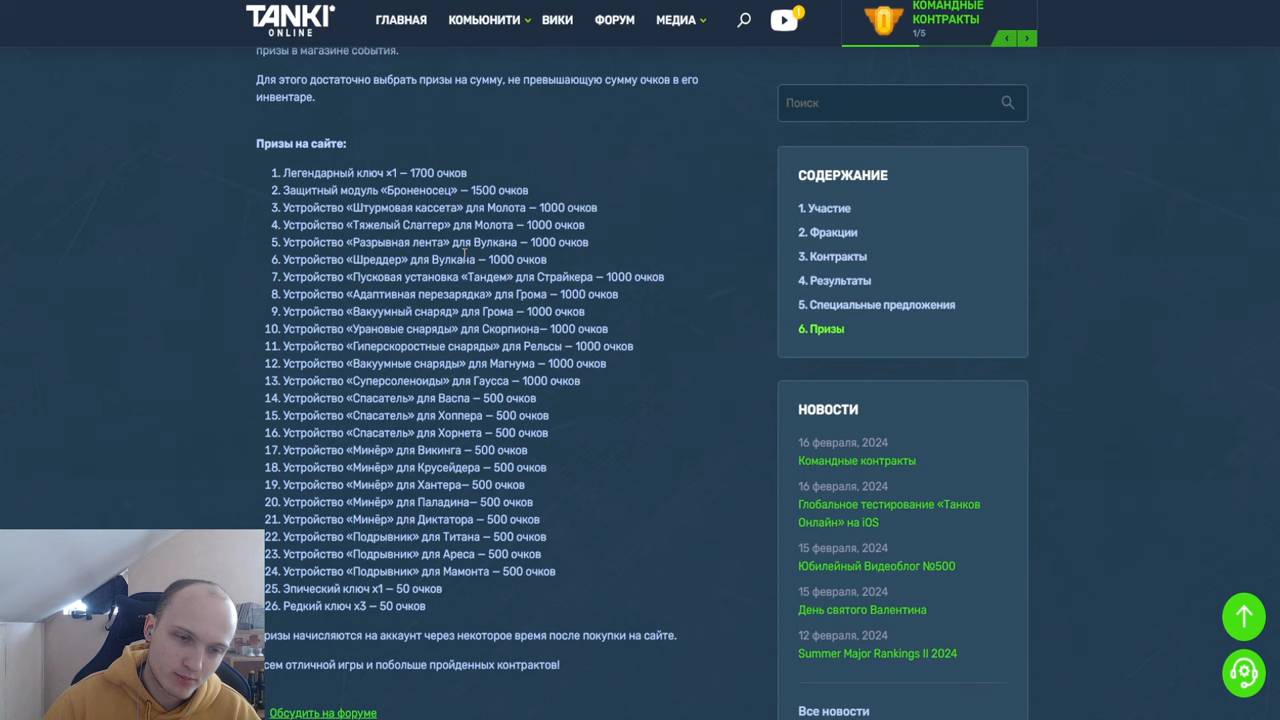 TANKI
ONLINE
ГЛАВНАЯ
КОМЬЮНИТИ
ВИКИ
ФОРУМ
МЕДИА
!
КОМАНДНЫЕ
КОНТРАКТЫ
1/5
призы в магазине события.
Для этого достаточно выбрать призы на сумму, не превышающую сумму очков в его
инвентаре.
Призы на сайте:
1. Легендарный ключ ×1 — 1700 очков
2. Защитный модуль «Броненосец» — 1500 очков
3. Устройство «Штурмовая кассета» для Молота — 1000 очков
4. Устройство «Тяжелый Слаггер» для Молота — 1000 очков
5. Устройство «Разрывная лента» для Вулкана — 1000 очков
6. Устройство «Шреддер» для Вулкана — 1000 очков
7. Устройство «Пусковая установка «Тандем» для Страйкера — 1000 очков
8. Устройство «Адаптивная перезарядка» для Грома — 1000 очков
9. Устройство «Вакуумный снаряд» для Грома — 1000 очков
10. Устройство «Урановые снаряды» для Скорпиона— 1000 очков
11. Устройство «Гиперскоростные снаряды» для Рельсы — 1000 очков
12. Устройство «Вакуумные снаряды» для Магнума — 1000 очков
13. Устройство «Суперсоленоиды» для Гаусса — 1000 очков
14. Устройство «Спасатель» для Васпа — 500 очков
15. Устройство «Спасатель» для Хоппера — 500 очков
16. Устройство «Спасатель» для Хорнета — 500 очков
17. Устройство «Минёр» для Викинга — 500 очков
18. Устройство «Минёр» для Крусейдера — 500 очков
19. Устройство «Минёр» для Хантера— 500 очков
20. Устройство «Минёр» для Паладина— 500 очков
21. Устройство «Минёр» для Диктатора — 500 очков
22. Устройство «Подрывник» для Титана — 500 очков
23. Устройство «Подрывник» для Ареса — 500 очков
24. Устройство «Подрывник» для Мамонта — 500 очков
25. Эпический ключ х1 — 50 очков
26. Редкий ключ х3 — 50 очков
ризы начисляются на аккаунт через некоторое время после покупки на сайте.
сем отличной игры и побольше пройденных контрактов!
Обсудить на форуме
Поиск
СОДЕРЖАНИЕ
1. Участие
2. Фракции
3. Контракты
4. Результаты
5. Специальные предложения
6. Призы
НОВОСТИ
16 февраля, 2024
Командные контракты
16 февраля, 2024
Глобальное тестирование «Танков
Онлайн» на iOS
15 февраля, 2024
Юбилейный Видеоблог №500
15 февраля, 2024
День святого Валентина
12 февраля, 2024
Summer Major Rankings II 2024
Все новости